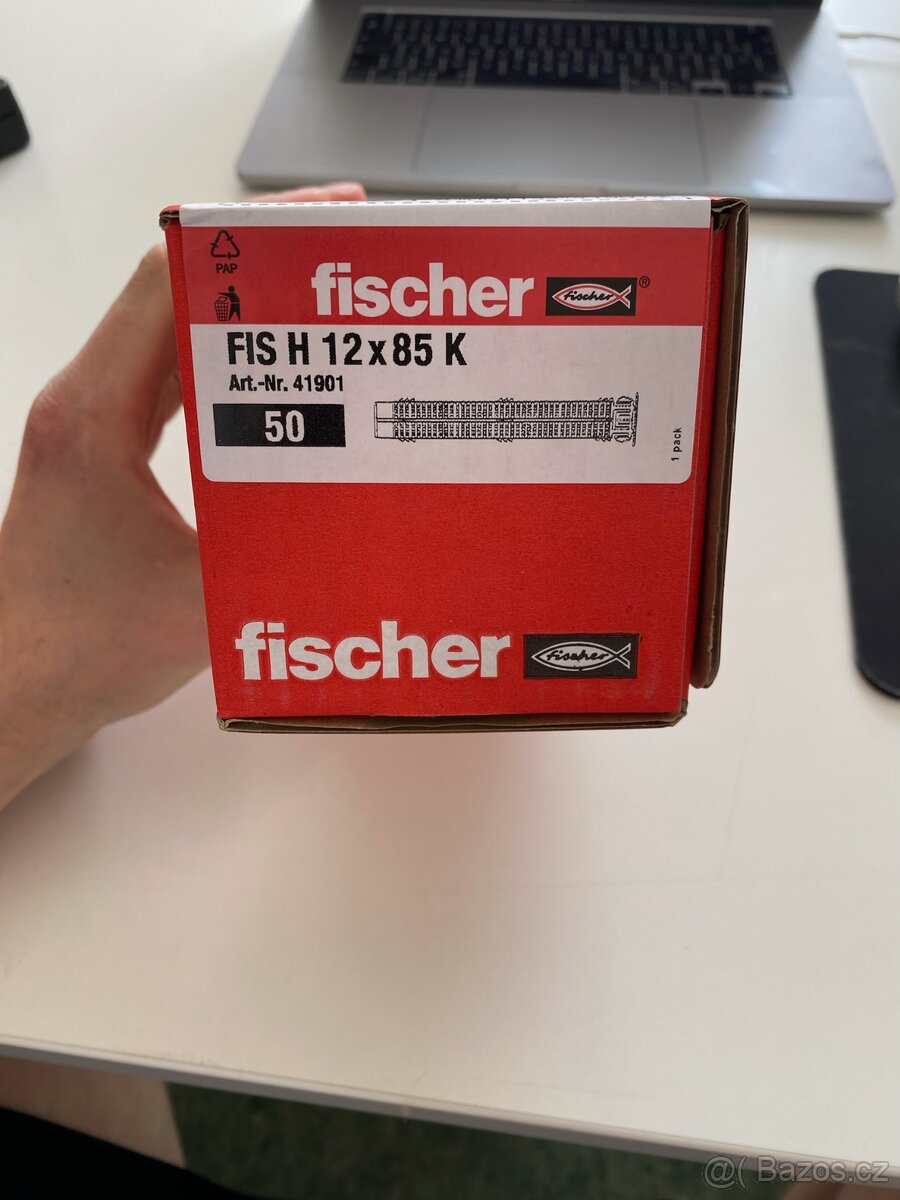 PAP
fischer fischer ®
FIS H 12 x 85 K
Art.-Nr. 41901
50
1 pack
fischer fischer
@( Bazos.cz